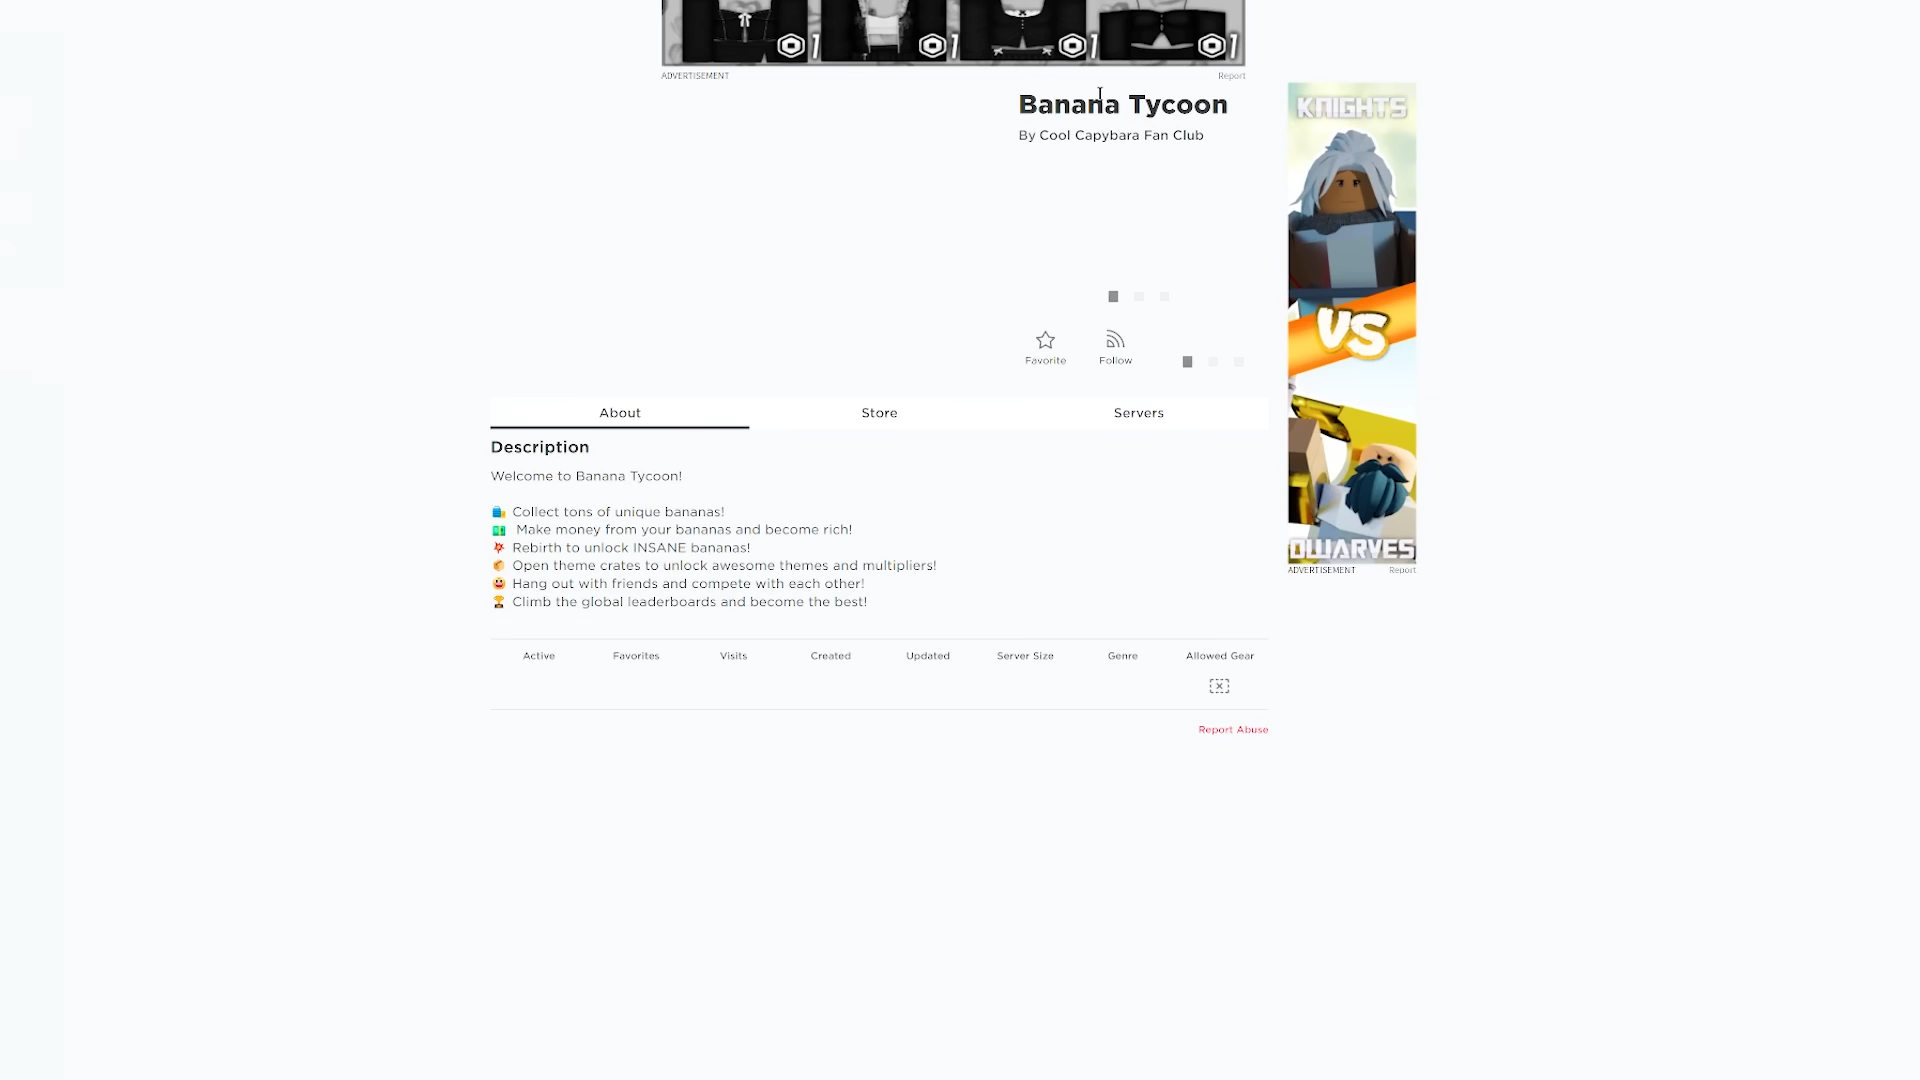 1 1 1 1
ADVERTISEMENT Report
Banana Tycoon
By Cool Capybara Fan Club
Favorite Follow
About Store Servers
Description
Welcome to Banana Tycoon!
🛍️ Collect tons of unique bananas!
💵 Make money from your bananas and become rich!
💥 Rebirth to unlock INSANE bananas!
📦 Open theme crates to unlock awesome themes and multipliers!
😃 Hang out with friends and compete with each other!
🏆 Climb the global leaderboards and become the best!
Active Favorites Visits Created Updated Server Size Genre Allowed Gear
Report Abuse
KNIGHTS
VS
DWARVES
ADVERTISEMENT Report